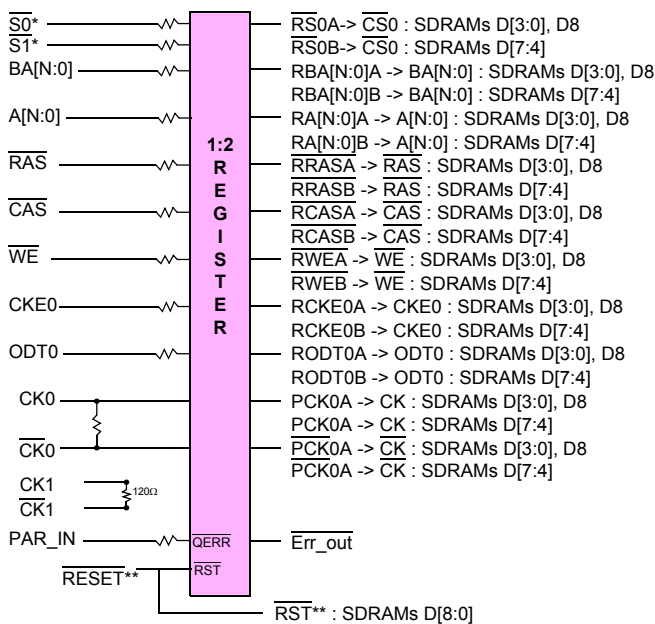 S0*
S1*
BA[N:0]
A[N:0]
RAS
CAS
WE
CKE0
ODT0
CK0
CK0
CK1
CK1
120Ω
PAR_IN
RESET**
1:2
R
E
G
I
S
T
E
R
QERR
RST
RS0A-> CS0 : SDRAMs D[3:0], D8
RS0B-> CS0 : SDRAMs D[7:4]
RBA[N:0]A -> BA[N:0] : SDRAMs D[3:0], D8
RBA[N:0]B -> BA[N:0] : SDRAMs D[7:4]
RA[N:0]A -> A[N:0] : SDRAMs D[3:0], D8
RA[N:0]B -> A[N:0] : SDRAMs D[7:4]
RRASA -> RAS : SDRAMs D[3:0], D8
RRASB -> RAS : SDRAMs D[7:4]
RCASA -> CAS : SDRAMs D[3:0], D8
RCASB -> CAS : SDRAMs D[7:4]
RWEA -> WE : SDRAMs D[3:0], D8
RWEB -> WE : SDRAMs D[7:4]
RCKE0A -> CKE0 : SDRAMs D[3:0], D8
RCKE0B -> CKE0 : SDRAMs D[7:4]
RODT0A -> ODT0 : SDRAMs D[3:0], D8
RODT0B -> ODT0 : SDRAMs D[7:4]
PCK0A -> CK : SDRAMs D[3:0], D8
PCK0A -> CK : SDRAMs D[7:4]
PCK0A -> CK : SDRAMs D[3:0], D8
PCK0A -> CK : SDRAMs D[7:4]
Err_out
RST** : SDRAMs D[8:0]